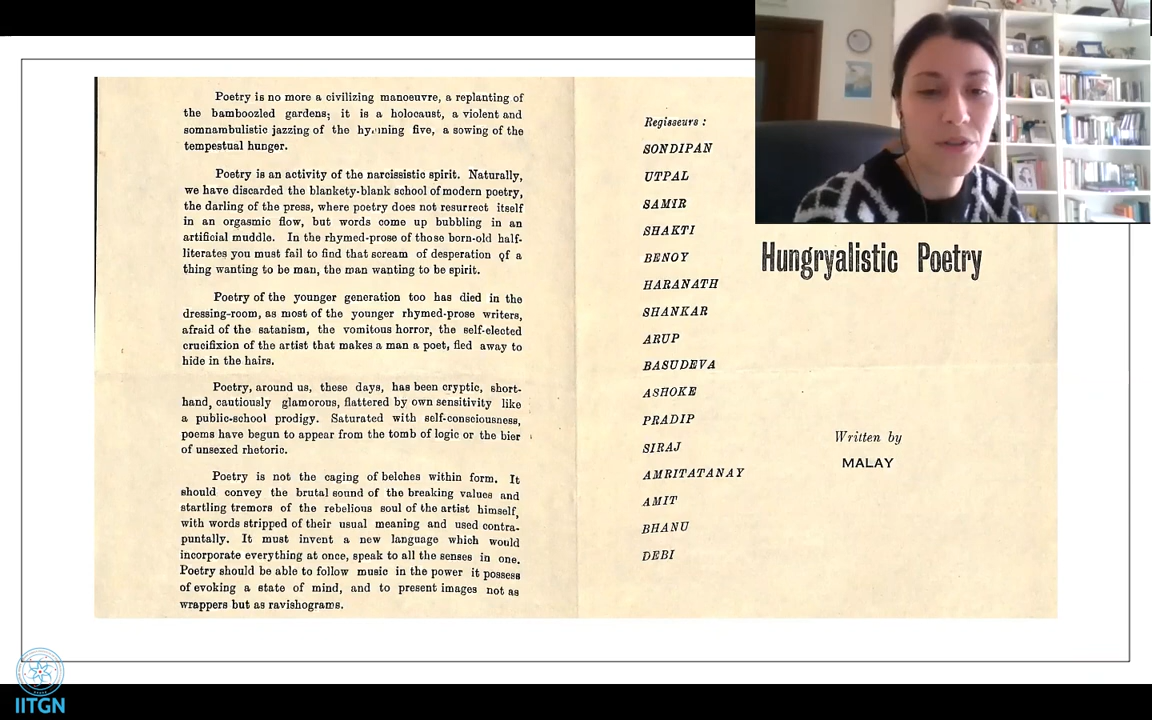 Poetry is no more a civilizing manoeuvre, a replanting of
the bamboozled gardens; it is a holocaust, a violent and
somnambulistic jazzing of the hymning five, a sowing of the
tempestual hunger.
Poetry is an activity of the narcissistic spirit. Naturally,
we have discarded the blankety-blank school of modern poetry,
the darling of the press, where poetry does not resurrect itself
in an orgasmic flow, but words come up bubbling in an
artificial muddle. In the rhymed-prose of those born-old half-
literates you must fail to find that scream of desperation of a
thing wanting to be man, the man wanting to be spirit.
Poetry of the younger generation too has died in the
dressing-room, as most of the younger rhymed-prose writers,
afraid of the satanism, the vomitous horror, the self-elected
crucifixion of the artist that makes a man a poet, fled away to
hide in the hairs.
Poetry, around us, these days, has been cryptic, short-
hand, cautiously glamorous, flattered by own sensitivity like
a public-school prodigy. Saturated with self-consciousness,
poems have begun to appear from the tomb of logic or the bier
of unsexed rhetoric.
Poetry is not the caging of belches within form. It
should convey the brutal sound of the breaking values and
startling tremors of the rebelious soul of the artist himself,
with words stripped of their usual meaning and used contra-
puntally. It must invent a new language which would
incorporate everything at once, speak to all the senses in one.
Poetry should be able to follow music in the power it possess
of evoking a state of mind, and to present images not as
wrappers but as ravishograms.
Regisseurs :
SONDIPAN
UTPAL
SAMIR
SHAKTI
BENOY
HARANATH
SHANKAR
ARUP
BASUDEVA
ASHOKE
PRADIP
SIRAJ
AMRITATANAY
AMIT
BHANU
DEBI
Hungryalistic Poetry
Written by
MALAY
IITGN